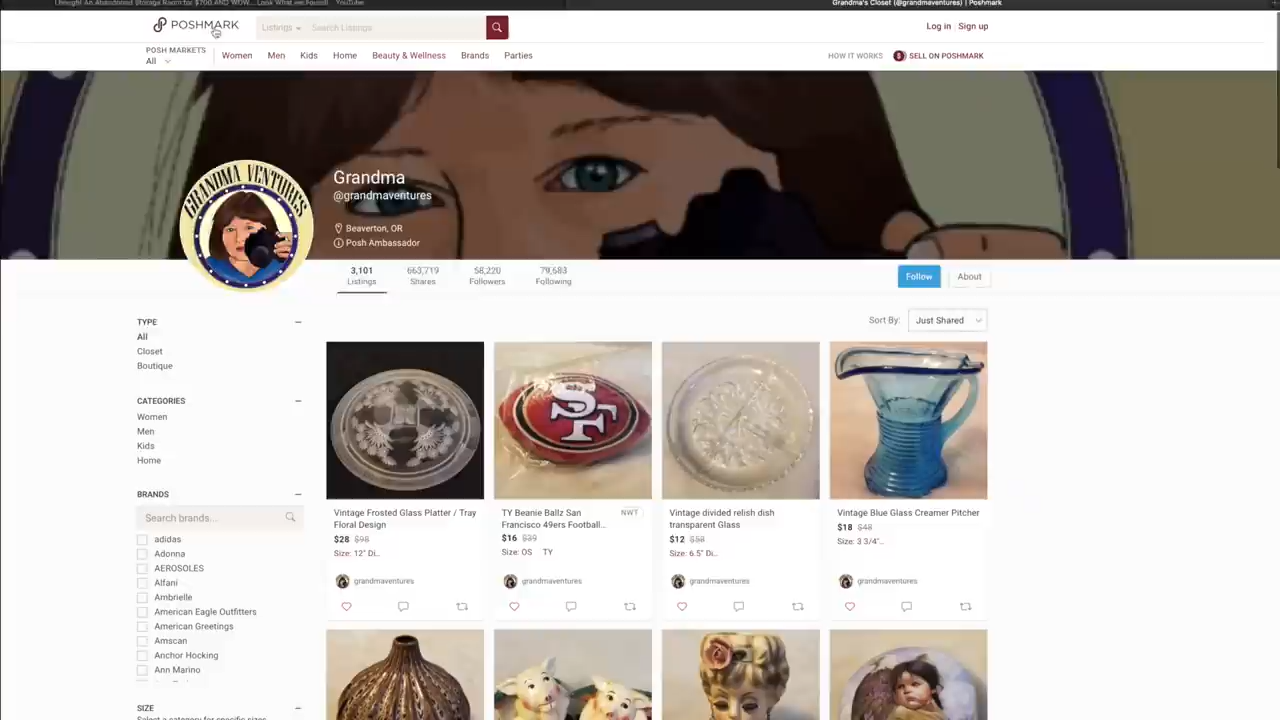 I Bought An Abandoned Storage Room for $700 AND WOW... Look What we Found! YouTube
Grandma's Closet (@grandmaventures) | Poshmark
POSHMARK
Listings
Search Listings
Log in
Sign up
POSH MARKETS
All
Women
Men
Kids
Home
Beauty & Wellness
Brands
Parties
HOW IT WORKS
SELL ON POSHMARK
GRANDMA VENTURES
Grandma
@grandmaventures
Beaverton, OR
Posh Ambassador
3,101
Listings
663,719
Shares
58,220
Followers
79,683
Following
Follow
About
Sort By:
Just Shared
TYPE
All
Closet
Boutique
CATEGORIES
Women
Men
Kids
Home
BRANDS
Search brands...
adidas
Adonna
AEROSOLES
Alfani
Ambrielle
American Eagle Outfitters
American Greetings
Amscan
Anchor Hocking
Ann Marino
SIZE
Select a category for specific sizes
Vintage Frosted Glass Platter / Tray
Floral Design
$28 $98
Size: 12" Di...
grandmaventures
SF
TY Beanie Ballz San
Francisco 49ers Football...
NWT
$16 $39
Size: OS TY
grandmaventures
Vintage divided relish dish
transparent Glass
$12 $58
Size: 6.5" Di...
grandmaventures
Vintage Blue Glass Creamer Pitcher
$18 $48
Size: 3 3/4"...
grandmaventures